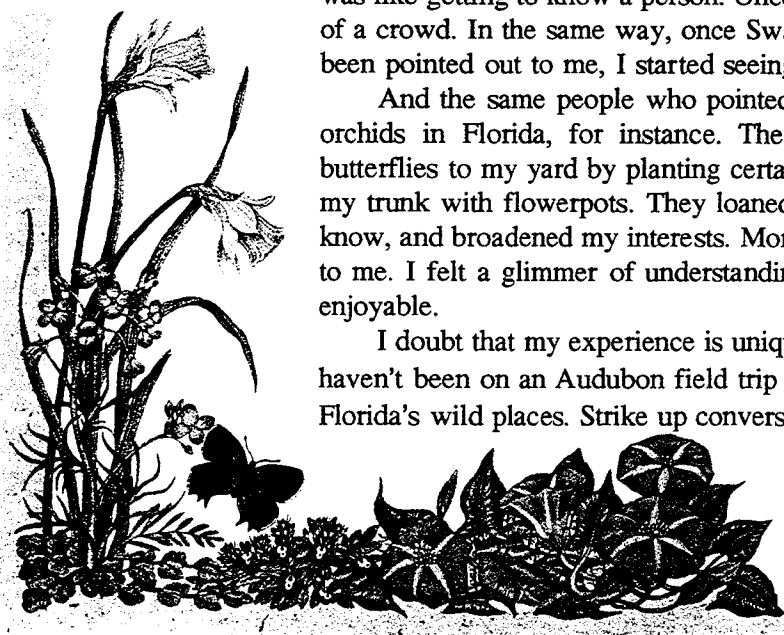 was like getting to know a person. Once
of a crowd. In the same way, once Sw
been pointed out to me, I started seein
And the same people who pointed
orchids in Florida, for instance. The
butterflies to my yard by planting certa
my trunk with flowerpots. They loaned
know, and broadened my interests. Mo
to me. I felt a glimmer of understandi
enjoyable.
I doubt that my experience is uniq
haven't been on an Audubon field trip
Florida's wild places. Strike up convers